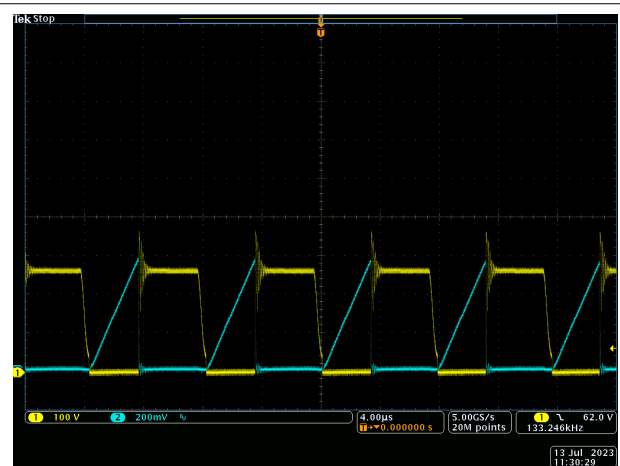 Tek Stop
T
1
1 100 V 2 200mV
4.00µs
T→▼0.000000 s
5.00GS/s
20M points
1 62.0 V
133.246kHz
13 Jul 2023
11:30:29